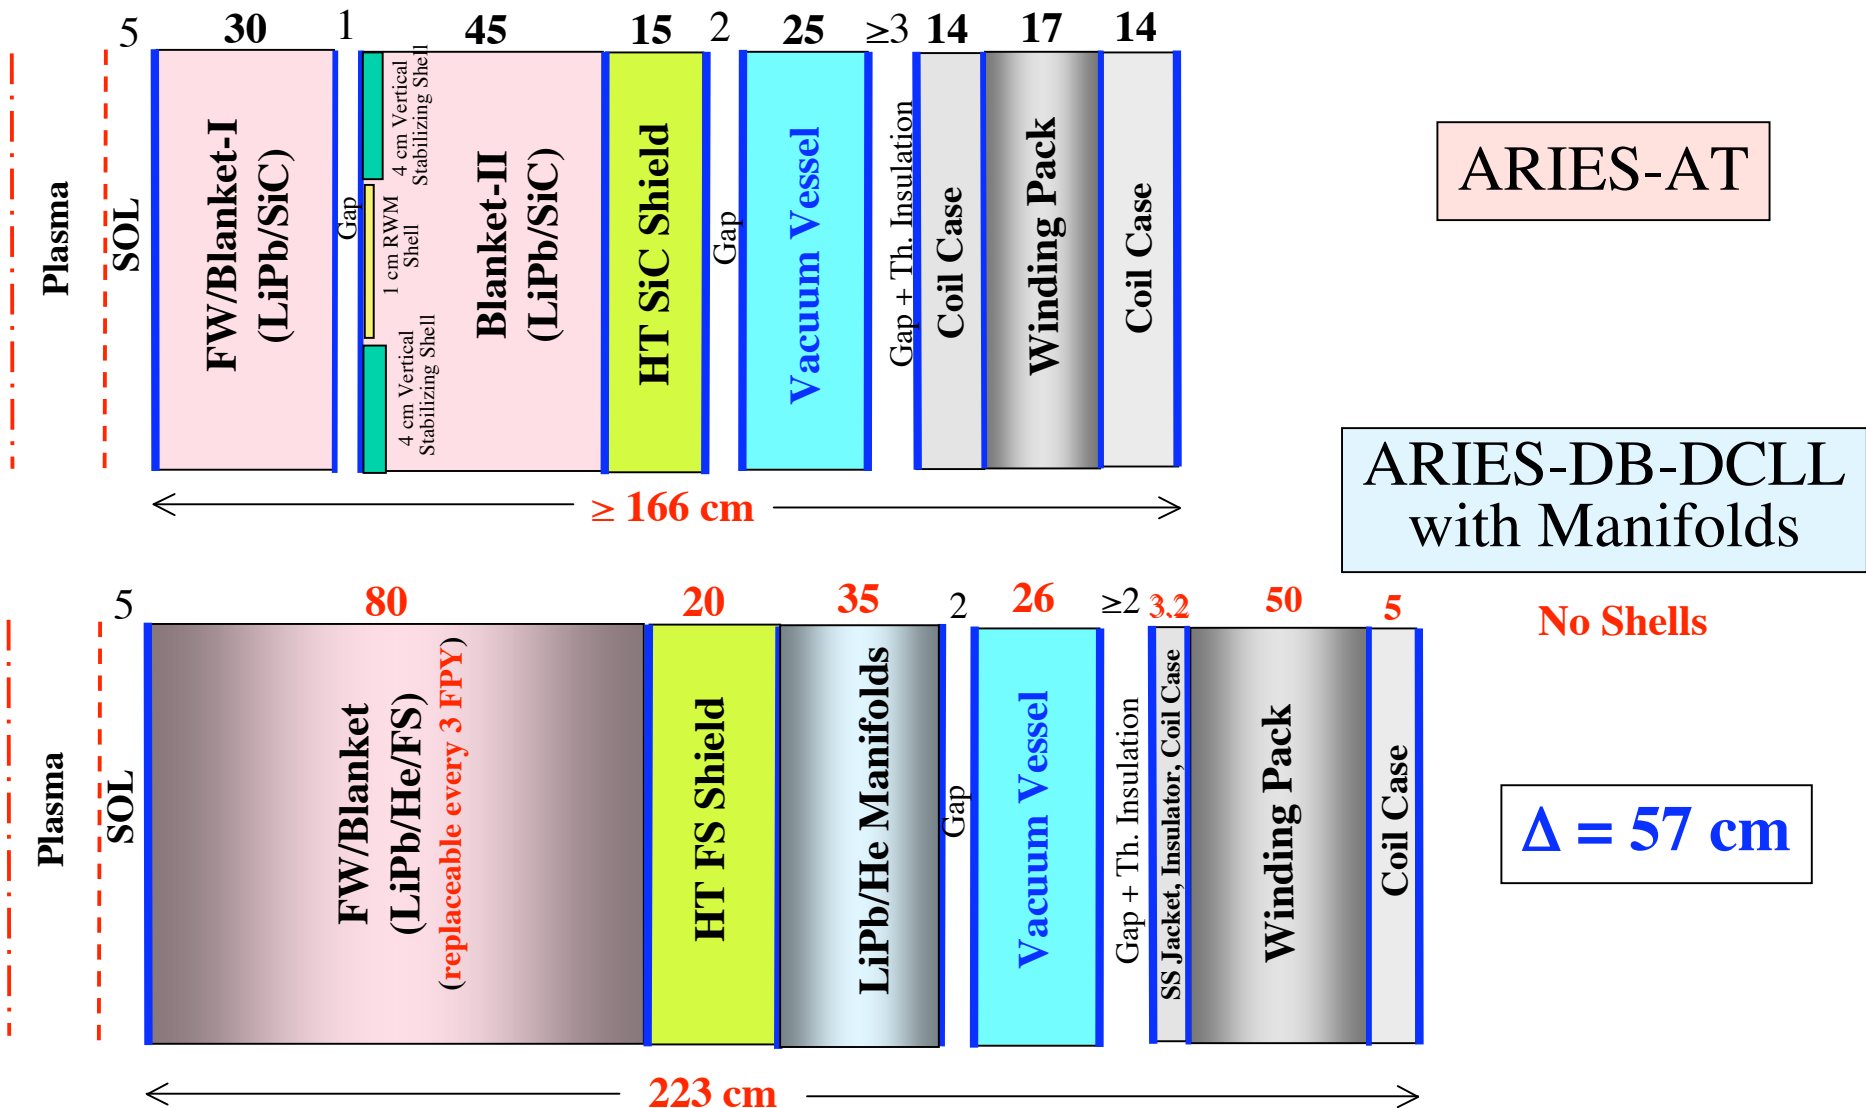 5 30 1 45 15 2 25 ≥3 14 17 14
Plasma
SOL
FW/Blanket-I
(LiPb/SiC)
Gap
4 cm Vertical
Stabilizing Shell
1 cm RWM
Shell
4 cm Vertical
Stabilizing Shell
Blanket-II
(LiPb/SiC)
HT SiC Shield
Gap
Vacuum Vessel
Gap + Th. Insulation
Coil Case
Winding Pack
Coil Case
≥ 166 cm
ARIES-AT
ARIES-DB-DCLL
with Manifolds
5 80 20 35 2 26 ≥2 3.2 50 5
No Shells
Plasma
SOL
FW/Blanket
(LiPb/He/FS)
(replaceable every 3 FPY)
HT FS Shield
LiPb/He Manifolds
Gap
Vacuum Vessel
Gap + Th. Insulation
SS Jacket, Insulator, Coil Case
Winding Pack
Coil Case
Δ = 57 cm
223 cm